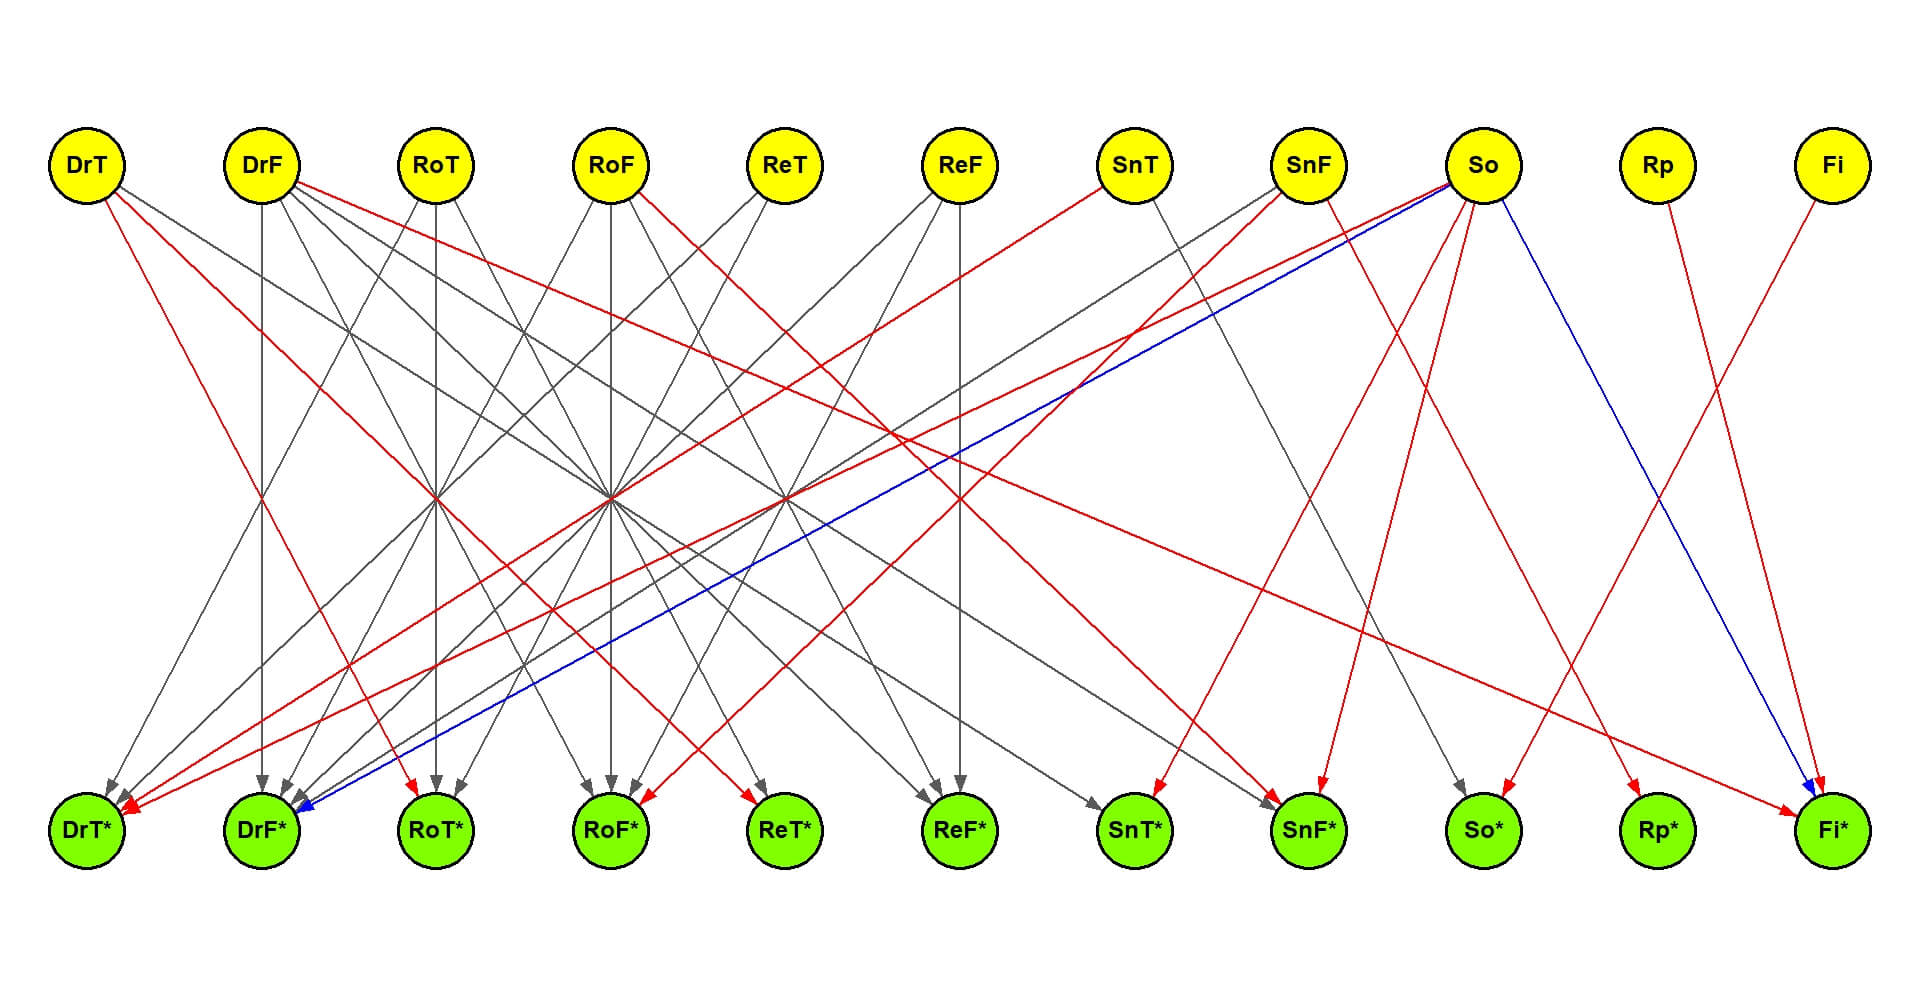 DrT DrF RoT RoF ReT ReF SnT SnF So Rp Fi
DrT* DrF* RoT* RoF* ReT* ReF* SnT* SnF* So* Rp* Fi*